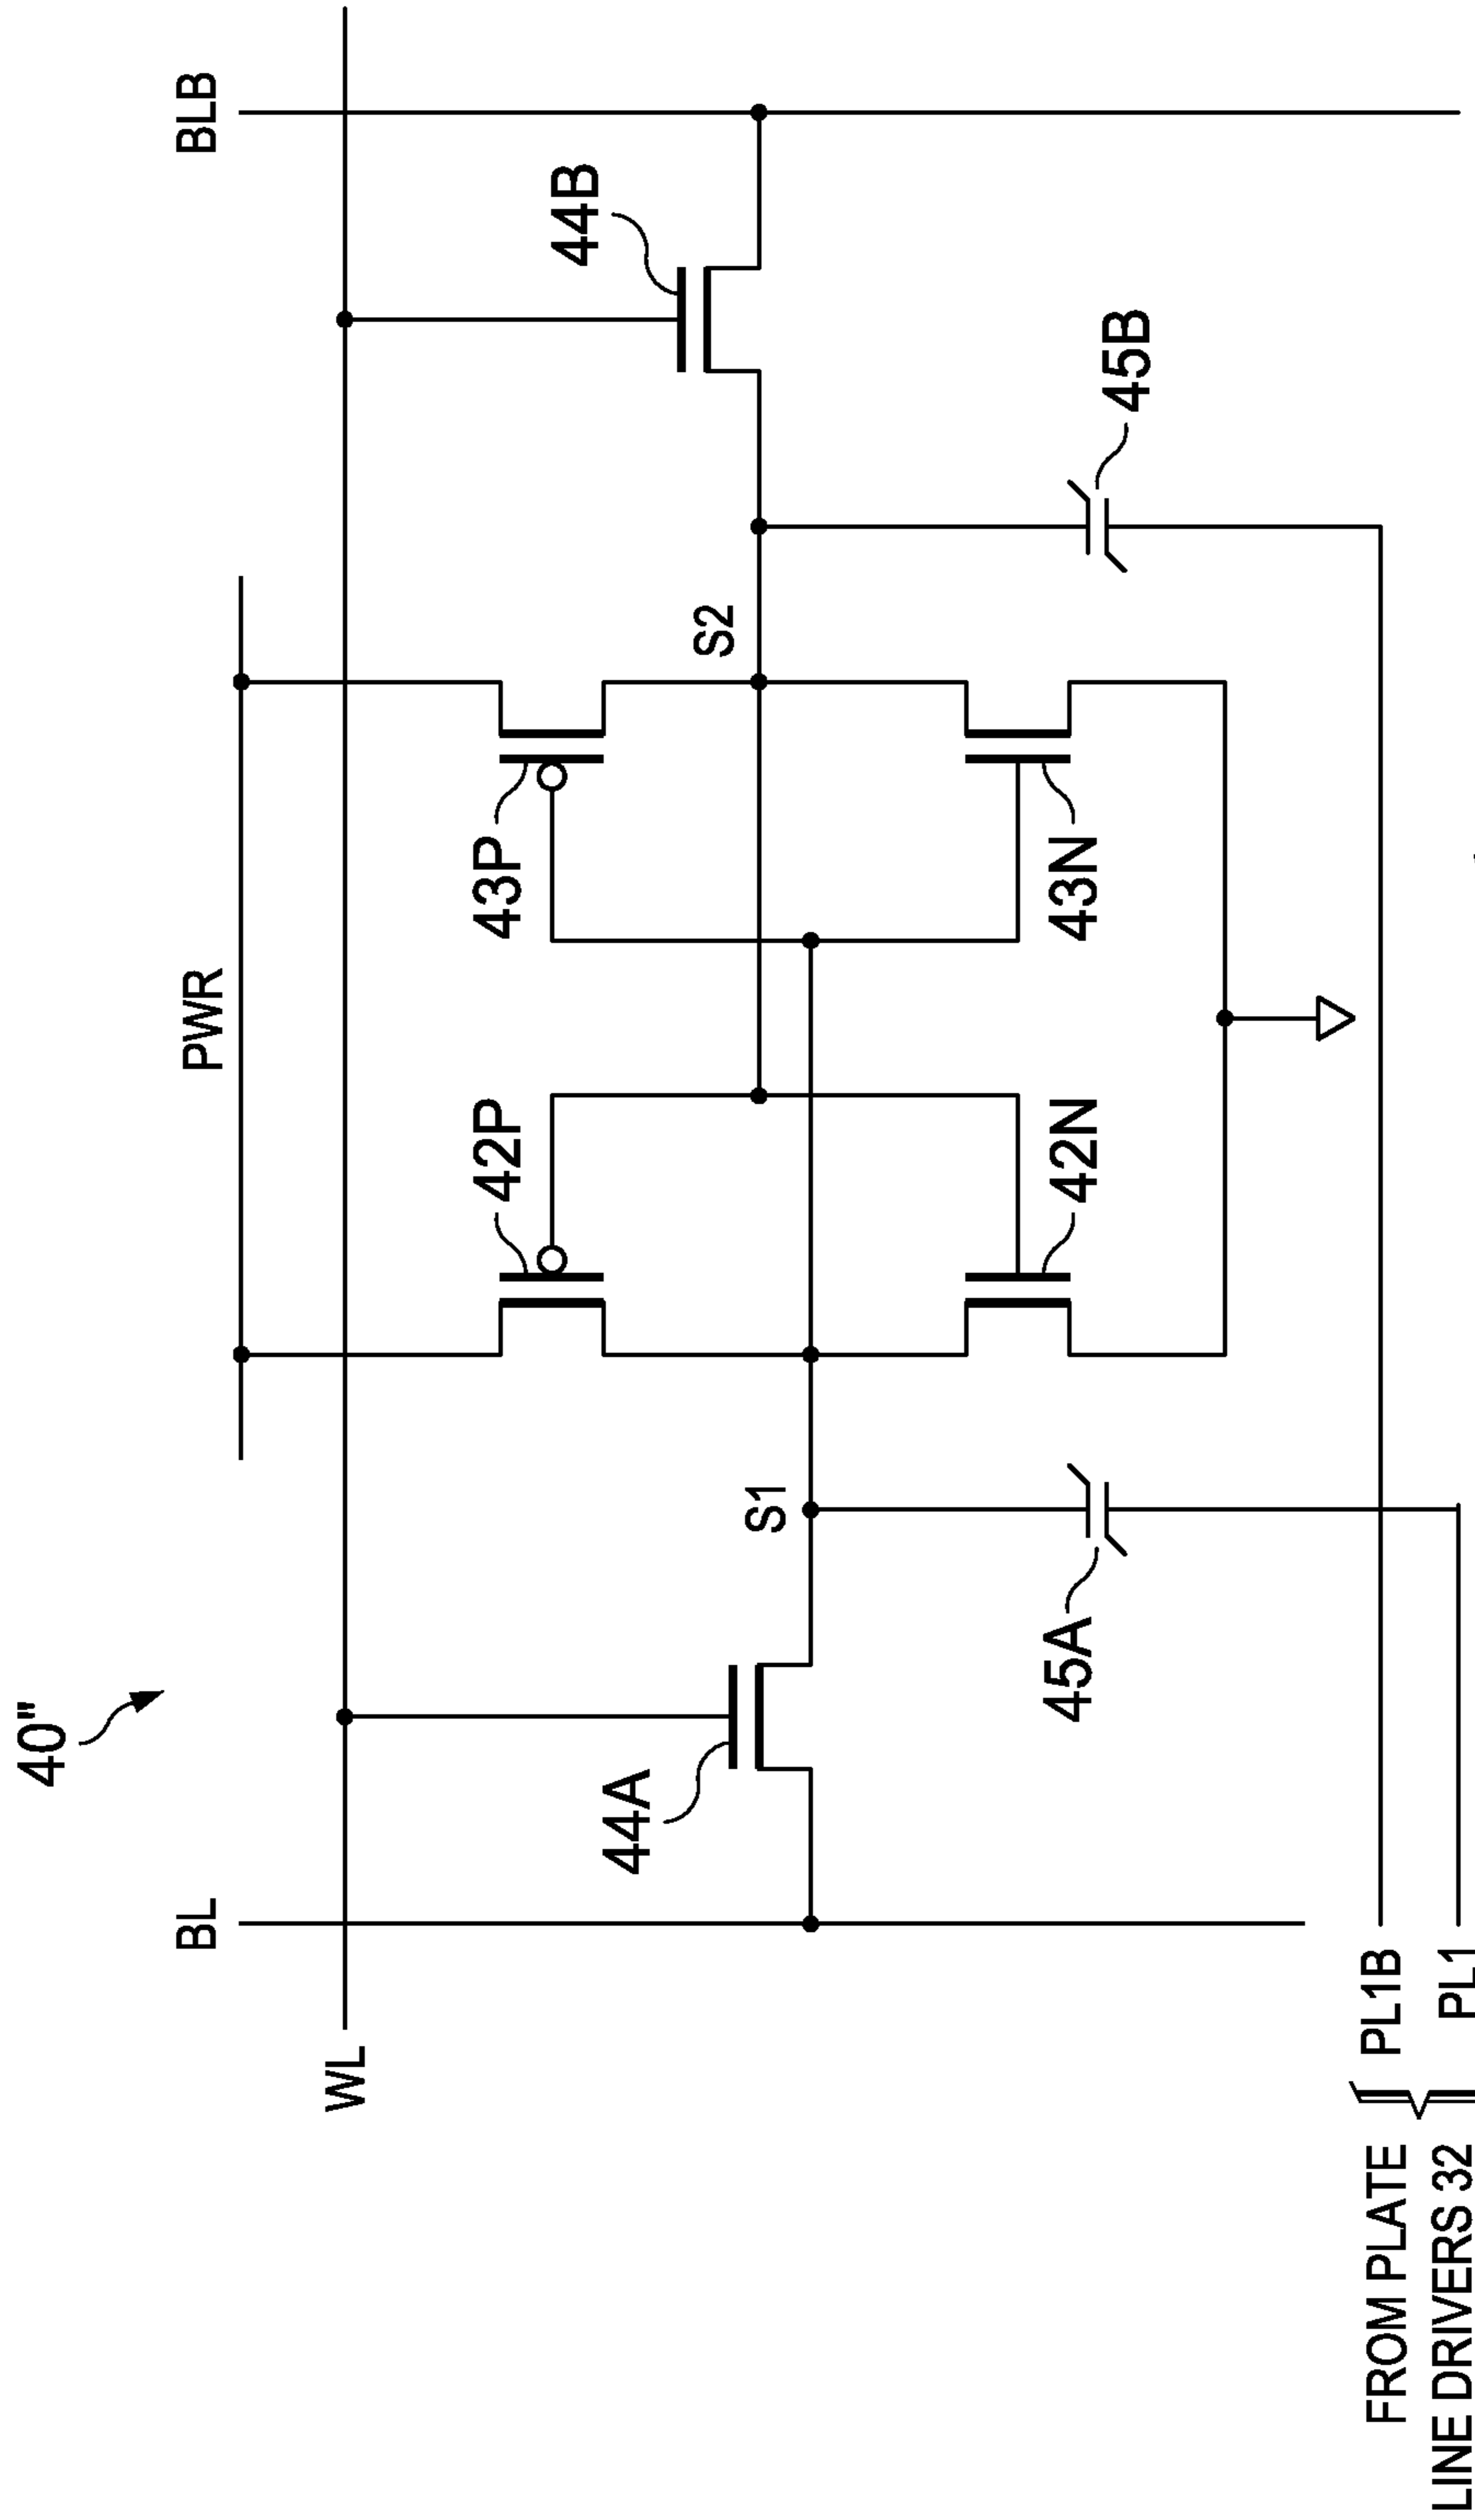 40"
BL
PWR
BLB
WL
44A
44B
42P
43P
S1
S2
45A
42N
43N
45B
FROM PLATE
LINE DRIVERS 32
PL1B
PL1